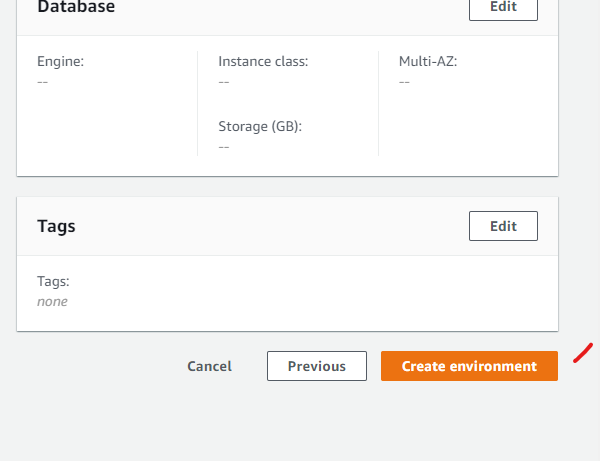 Database
Edit
Engine:
--
Instance class:
--
Multi-AZ:
--
Storage (GB):
--
Tags
Edit
Tags:
none
Cancel
Previous
Create environment